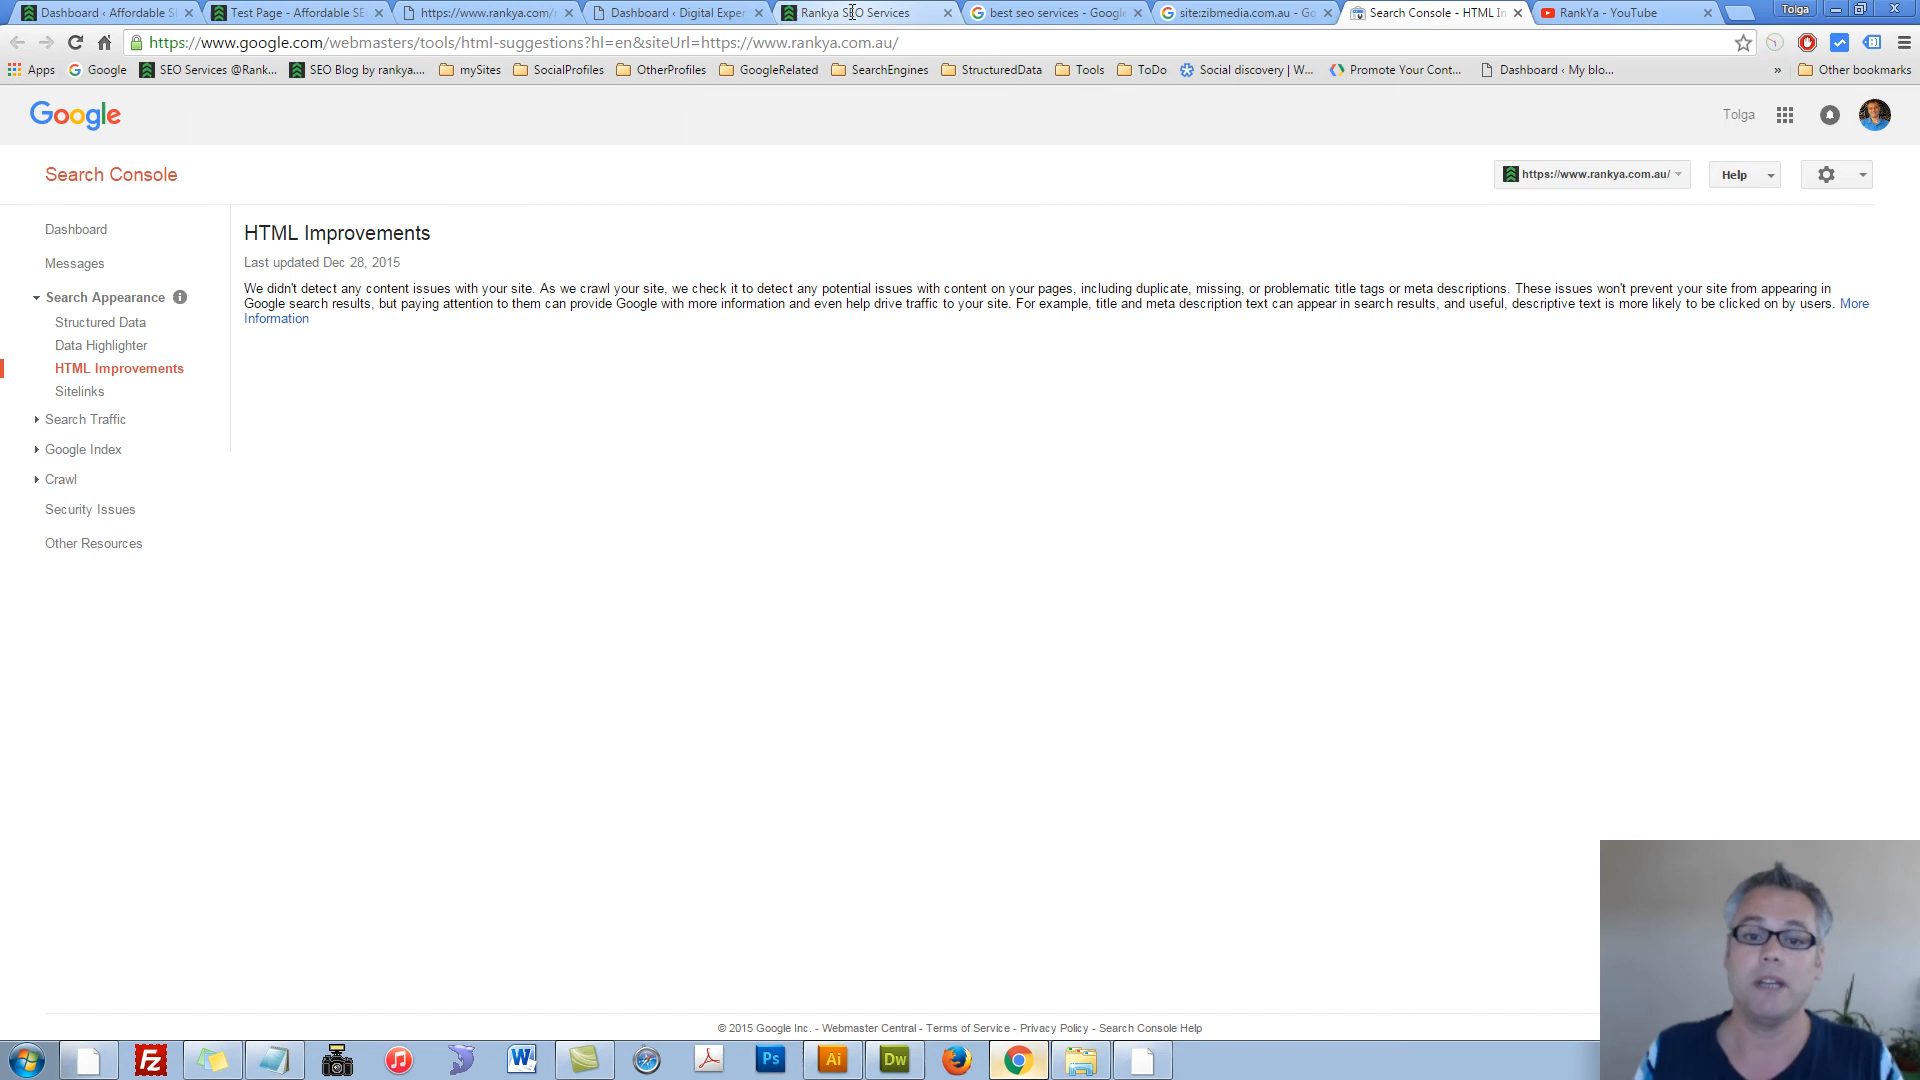 Dashboard ‹ Affordable S
Test Page - Affordable SE
https://www.rankya.com/
Dashboard ‹ Digital Exper
Rankya SEO Services
best seo services - Google
site:zibmedia.com.au - Go
Search Console - HTML In
RankYa - YouTube
Tolga
https://www.google.com/webmasters/tools/html-suggestions?hl=en&siteUrl=https://www.rankya.com.au/
Apps
Google
SEO Services @Rank...
SEO Blog by rankya....
mySites
SocialProfiles
OtherProfiles
GoogleRelated
SearchEngines
StructuredData
Tools
ToDo
Social discovery | W...
Promote Your Cont...
Dashboard ‹ My blo...
»
Other bookmarks
Google
Tolga
Search Console
https://www.rankya.com.au/
Help
Dashboard
Messages
Search Appearance i
Structured Data
Data Highlighter
HTML Improvements
Sitelinks
Search Traffic
Google Index
Crawl
Security Issues
Other Resources
HTML Improvements
Last updated Dec 28, 2015
We didn't detect any content issues with your site. As we crawl your site, we check it to detect any potential issues with content on your pages, including duplicate, missing, or problematic title tags or meta descriptions. These issues won't prevent your site from appearing in
Google search results, but paying attention to them can provide Google with more information and even help drive traffic to your site. For example, title and meta description text can appear in search results, and useful, descriptive text is more likely to be clicked on by users. More
Information
© 2015 Google Inc. - Webmaster Central - Terms of Service - Privacy Policy - Search Console Help
Fz
W
Ps
Ai
Dw